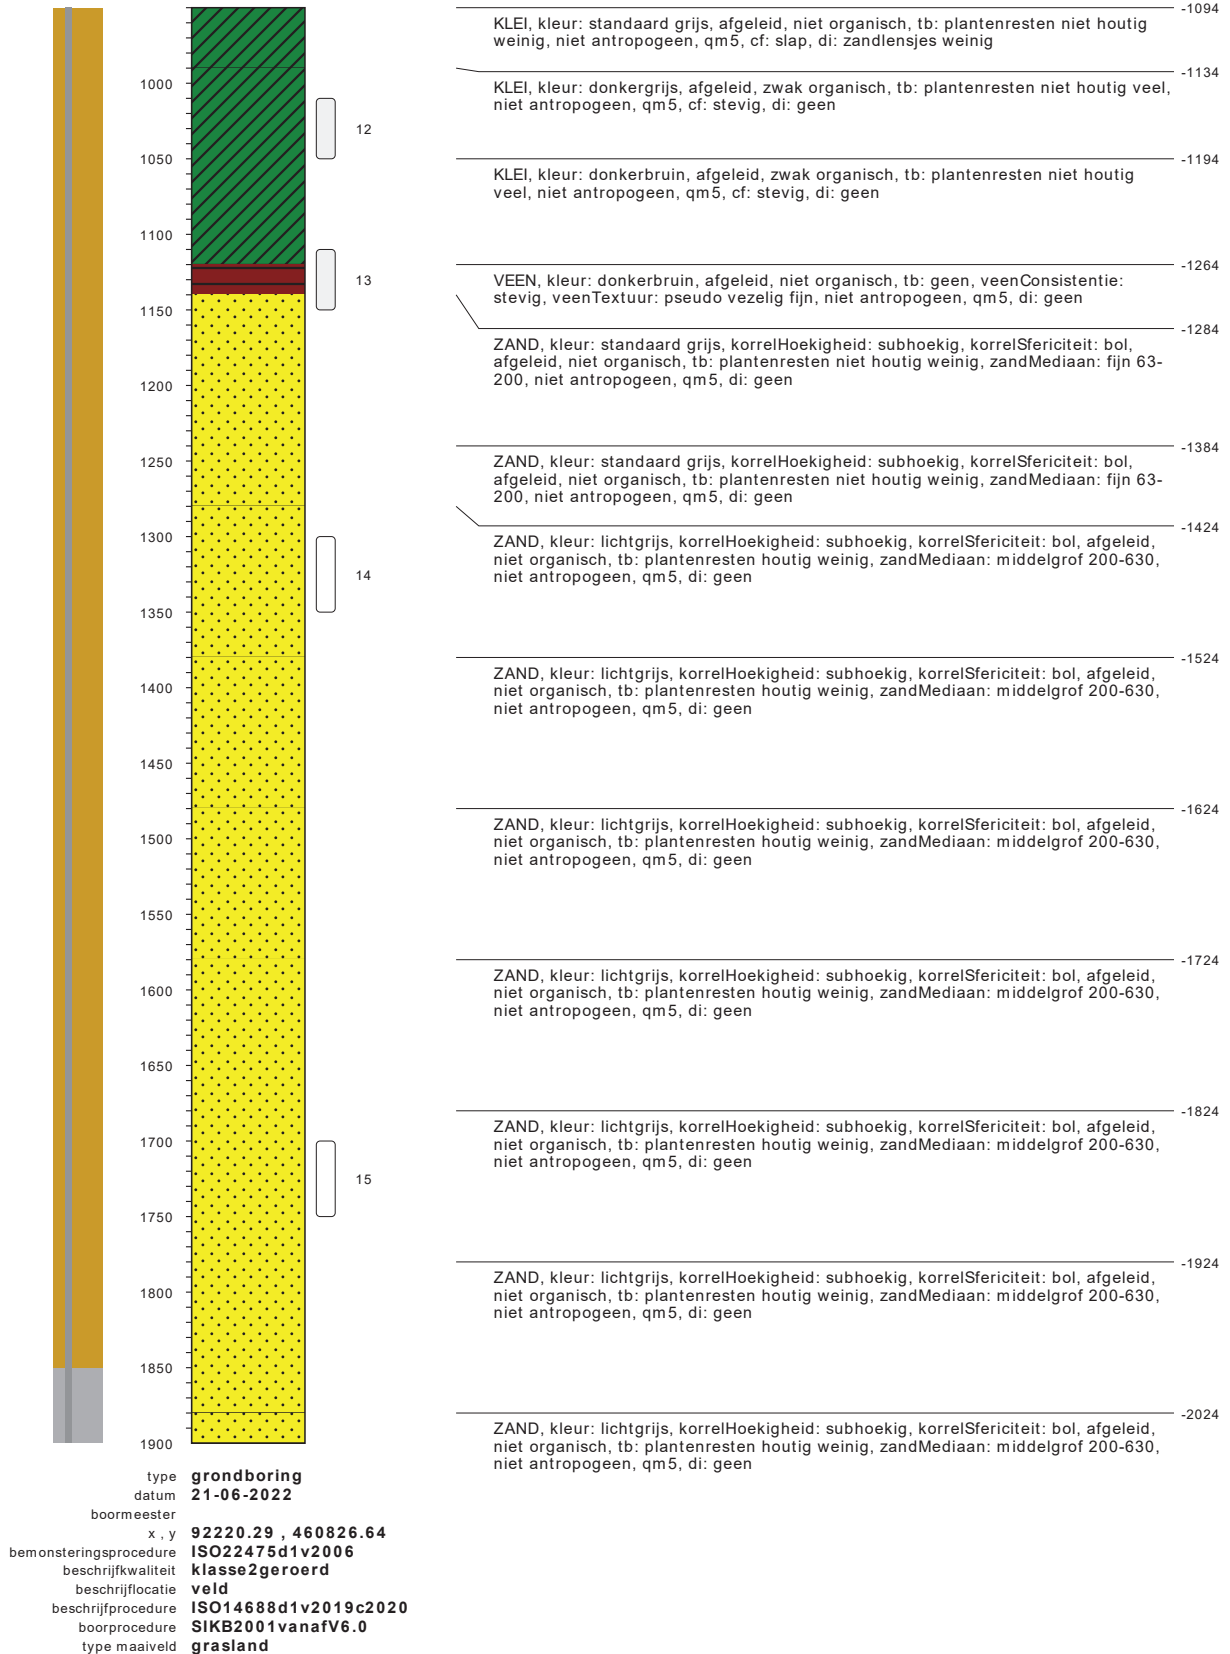 -1094
KLEI, kleur: standaard grijs, afgeleid, niet organisch, tb: plantenresten niet houtig
weinig, niet antropogeen, qm5, cf: slap, di: zandlensjes weinig
-1134
1000
KLEI, kleur: donkergrijs, afgeleid, zwak organisch, tb: plantenresten niet houtig veel,
niet antropogeen, qm5, cf: stevig, di: geen
12
1050
-1194
KLEI, kleur: donkerbruin, afgeleid, zwak organisch, tb: plantenresten niet houtig
veel, niet antropogeen, qm5, cf: stevig, di: geen
1100
-1264
13
VEEN, kleur: donkerbruin, afgeleid, niet organisch, tb: geen, veenConsistentie:
stevig, veenTextuur: pseudo vezelig fijn, niet antropogeen, qm5, di: geen
1150
-1284
ZAND, kleur: standaard grijs, korrelHoekigheid: subhoekig, korrelSfericiteit: bol,
afgeleid, niet organisch, tb: plantenresten niet houtig weinig, zandMediaan: fijn 63-
200, niet antropogeen, qm5, di: geen
1200
-1384
1250
ZAND, kleur: standaard grijs, korrelHoekigheid: subhoekig, korrelSfericiteit: bol,
afgeleid, niet organisch, tb: plantenresten niet houtig weinig, zandMediaan: fijn 63-
200, niet antropogeen, qm5, di: geen
-1424
1300
ZAND, kleur: lichtgrijs, korrelHoekigheid: subhoekig, korrelSfericiteit: bol, afgeleid,
niet organisch, tb: plantenresten houtig weinig, zandMediaan: middelgrof 200-630,
niet antropogeen, qm5, di: geen
14
1350
-1524
1400
ZAND, kleur: lichtgrijs, korrelHoekigheid: subhoekig, korrelSfericiteit: bol, afgeleid,
niet organisch, tb: plantenresten houtig weinig, zandMediaan: middelgrof 200-630,
niet antropogeen, qm5, di: geen
1450
-1624
1500
ZAND, kleur: lichtgrijs, korrelHoekigheid: subhoekig, korrelSfericiteit: bol, afgeleid,
niet organisch, tb: plantenresten houtig weinig, zandMediaan: middelgrof 200-630,
niet antropogeen, qm5, di: geen
1550
-1724
1600
ZAND, kleur: lichtgrijs, korrelHoekigheid: subhoekig, korrelSfericiteit: bol, afgeleid,
niet organisch, tb: plantenresten houtig weinig, zandMediaan: middelgrof 200-630,
niet antropogeen, qm5, di: geen
1650
-1824
1700
ZAND, kleur: lichtgrijs, korrelHoekigheid: subhoekig, korrelSfericiteit: bol, afgeleid,
niet organisch, tb: plantenresten houtig weinig, zandMediaan: middelgrof 200-630,
niet antropogeen, qm5, di: geen
15
1750
-1924
1800
ZAND, kleur: lichtgrijs, korrelHoekigheid: subhoekig, korrelSfericiteit: bol, afgeleid,
niet organisch, tb: plantenresten houtig weinig, zandMediaan: middelgrof 200-630,
niet antropogeen, qm5, di: geen
1850
-2024
1900
ZAND, kleur: lichtgrijs, korrelHoekigheid: subhoekig, korrelSfericiteit: bol, afgeleid,
niet organisch, tb: plantenresten houtig weinig, zandMediaan: middelgrof 200-630,
niet antropogeen, qm5, di: geen
type grondboring
datum 21-06-2022
boormeester
x , y 92220.29 , 460826.64
bemonsteringsprocedure ISO22475d1v2006
beschrijfkwaliteit klasse2geroerd
beschrijflocatie veld
beschrijfprocedure ISO14688d1v2019c2020
boorprocedure SIKB2001vanafV6.0
type maaiveld grasland